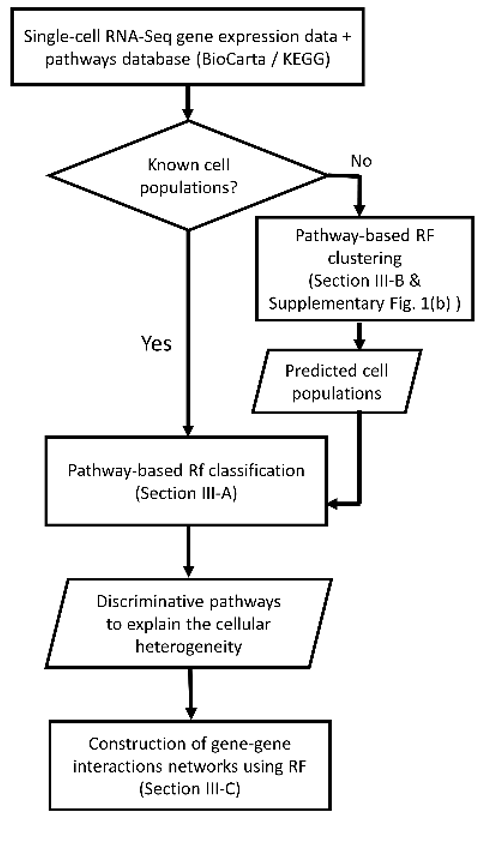 Single-cell RNA-Seq gene expression data +
pathways database (BioCarta / KEGG)
Known cell
populations?
No
Pathway-based RF
clustering
(Section III-B &
Supplementary Fig. 1(b) )
Yes
Predicted cell
populations
Pathway-based Rf classification
(Section III-A)
Discriminative pathways
to explain the cellular
heterogeneity
Construction of gene-gene
interactions networks using RF
(Section III-C)